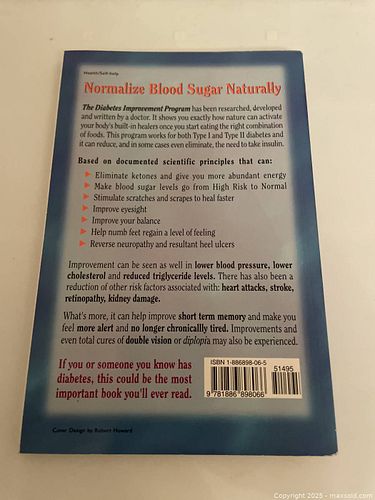 Health/Self-help
Normalize Blood Sugar Naturally
The Diabetes Improvement Program has been researched, developed
and written by a doctor. It shows you exactly how nature can activate
your body's built-in healers once you start eating the right combination
of foods. This program works for both Type I and Type II diabetes and
it can reduce, and in some cases even eliminate, the need to take insulin.
Based on documented scientific principles that can:
Eliminate ketones and give you more abundant energy
Make blood sugar levels go from High Risk to Normal
Stimulate scratches and scrapes to heal faster
Improve eyesight
Improve your balance
Help numb feet regain a level of feeling
Reverse neuropathy and resultant heel ulcers
Improvement can be seen as well in lower blood pressure, lower
cholesterol and reduced triglyceride levels. There has also been a
reduction of other risk factors associated with: heart attacks, stroke,
retinopathy, kidney damage.
What's more, it can help improve short term memory and make you
feel more alert and no longer chronicallly tired. Improvements and
even total cures of double vision or diplopia may also be experienced.
If you or someone you know has
diabetes, this could be the most
important book you'll ever read.
ISBN 1-886898-06-5
51495
9 781886 898066
Cover Design by Robert Howard
Copyright 2025 - maxsold.com